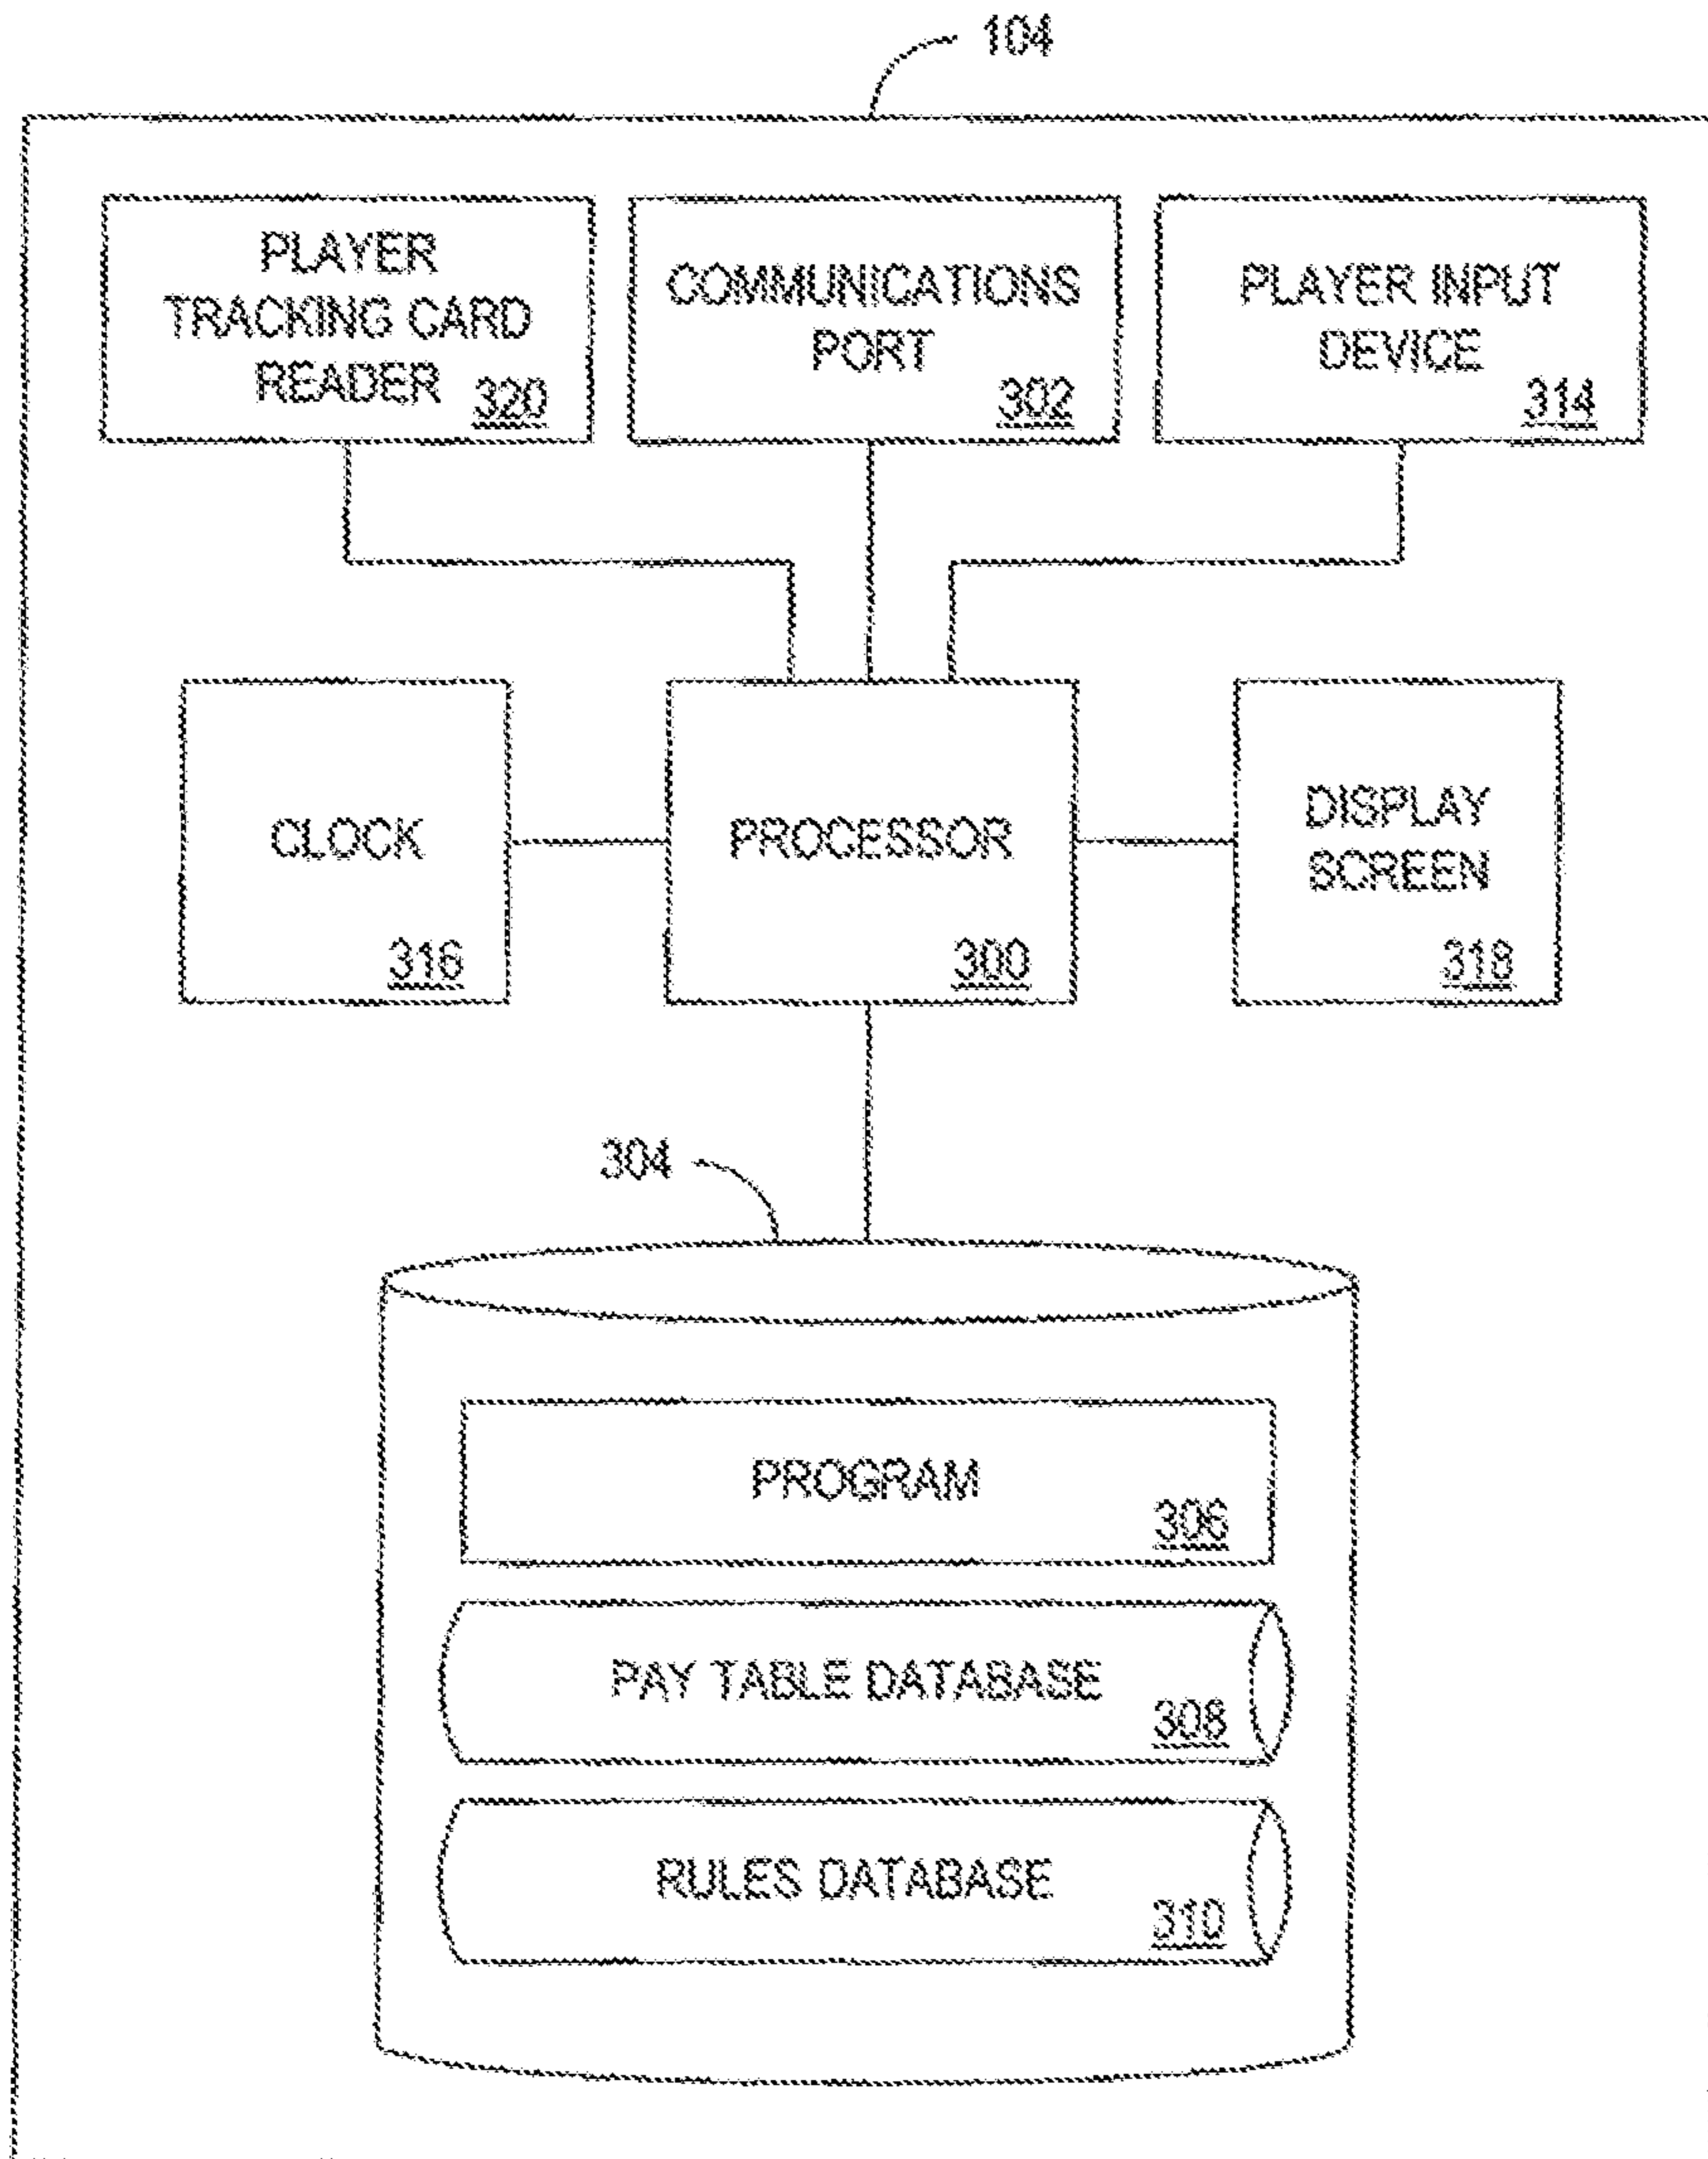 104
PLAYER
TRACKING CARD
READER 320
COMMUNICATIONS
PORT
302
PLAYER INPUT
DEVICE
314
CLOCK
316
PROCESSOR
300
DISPLAY
SCREEN
318
304
PROGRAM
306
PAY TABLE DATABASE
308
RULES DATABASE
310